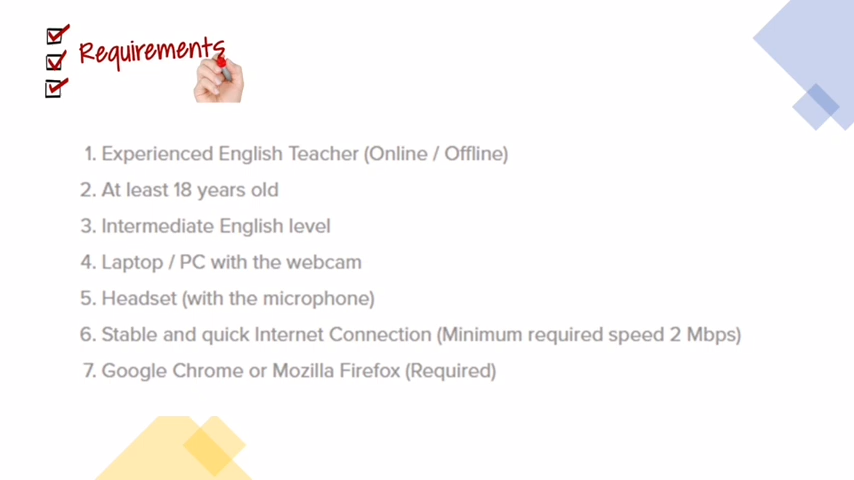 Requirements
1. Experienced English Teacher (Online / Offline)
2. At least 18 years old
3. Intermediate English level
4. Laptop / PC with the webcam
5. Headset (with the microphone)
6. Stable and quick Internet Connection (Minimum required speed 2 Mbps)
7. Google Chrome or Mozilla Firefox (Required)